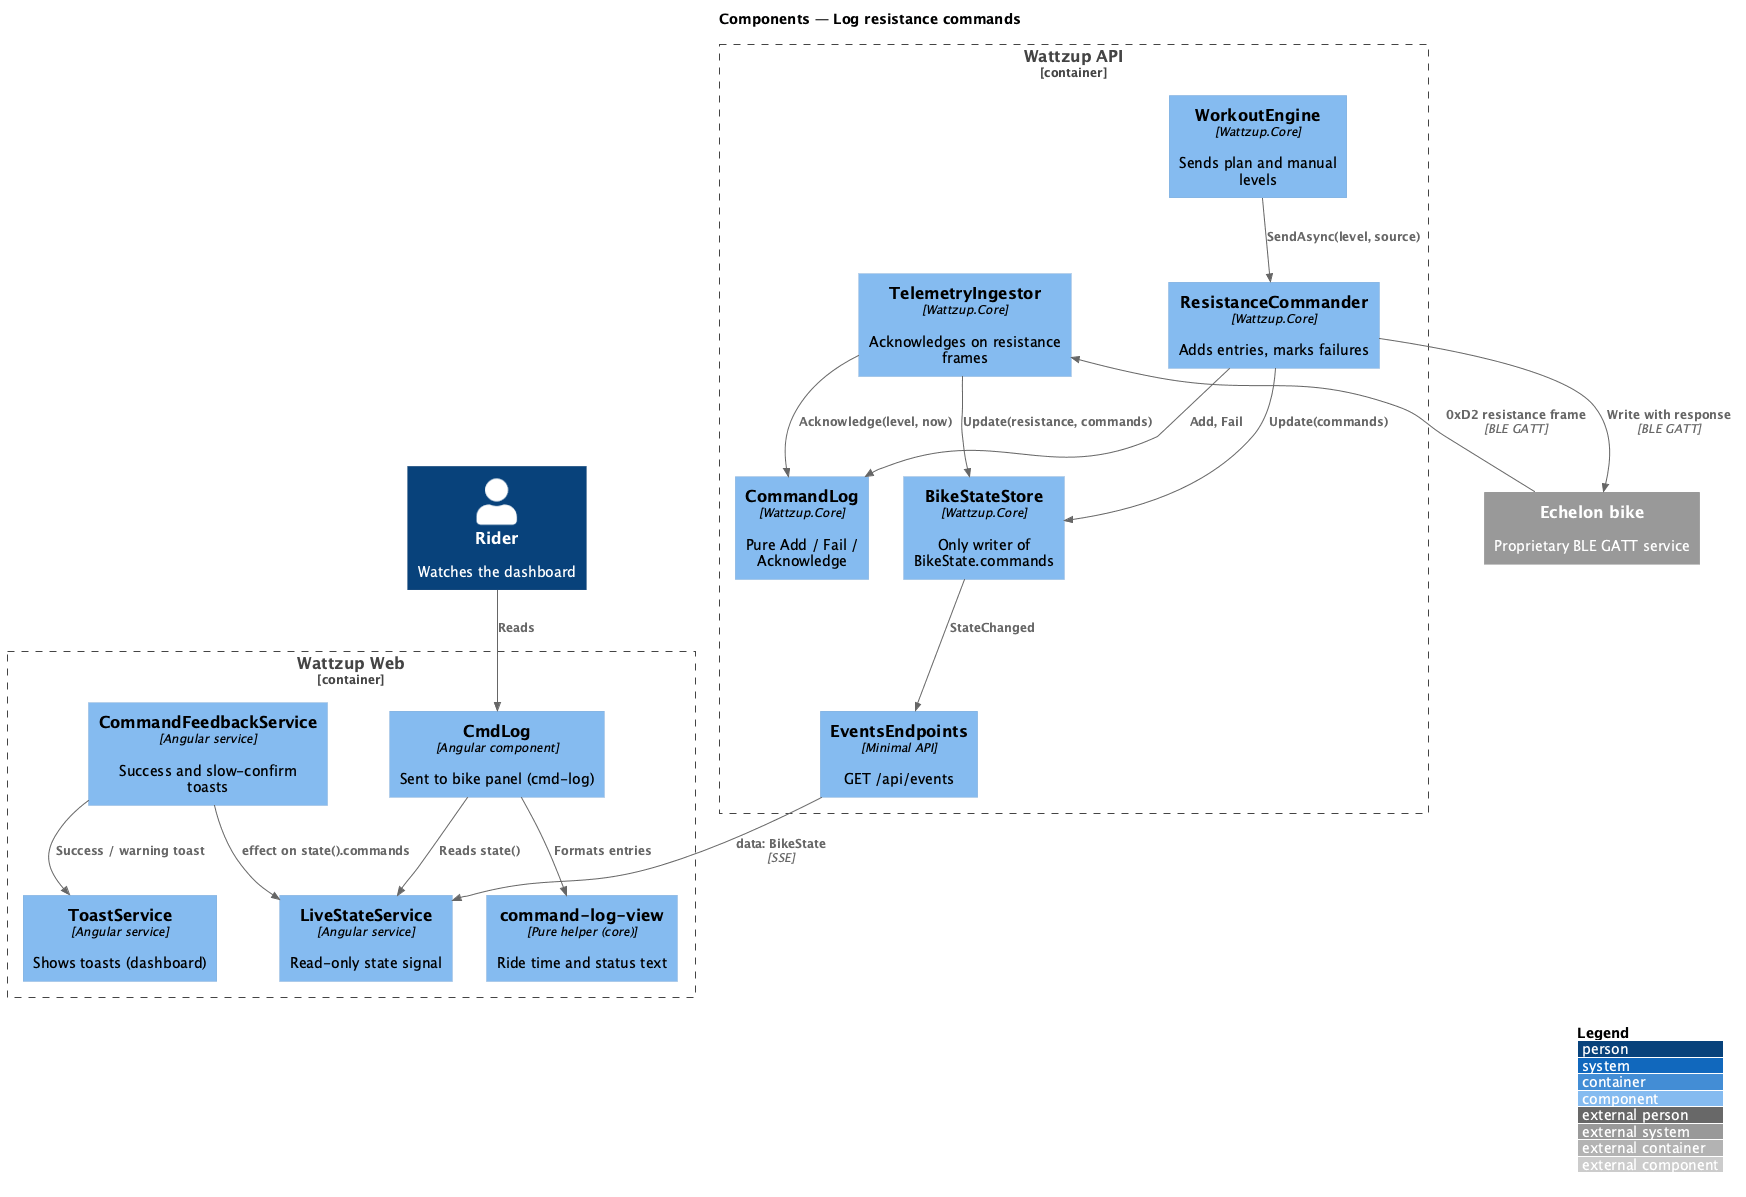 Components — Log resistance commands
Wattzup API
[container]
WorkoutEngine
[Wattzup.Core]
Sends plan and manual
levels
SendAsync(level, source)
TelemetryIngestor
[Wattzup.Core]
Acknowledges on resistance
frames
ResistanceCommander
[Wattzup.Core]
Adds entries, marks failures
Acknowledge(level, now)
Update(resistance, commands)
Add, Fail
Update(commands)
0xD2 resistance frame
[BLE GATT]
Write with response
[BLE GATT]
CommandLog
[Wattzup.Core]
Pure Add / Fail /
Acknowledge
BikeStateStore
[Wattzup.Core]
Only writer of
BikeState.commands
Echelon bike
Proprietary BLE GATT service
Rider
Watches the dashboard
Reads
StateChanged
Wattzup Web
[container]
CommandFeedbackService
[Angular service]
Success and slow-confirm
toasts
CmdLog
[Angular component]
Sent to bike panel (cmd-log)
EventsEndpoints
[Minimal API]
GET /api/events
Success / warning toast
effect on state().commands
Reads state()
Formats entries
data: BikeState
[SSE]
ToastService
[Angular service]
Shows toasts (dashboard)
LiveStateService
[Angular service]
Read-only state signal
command-log-view
[Pure helper (core)]
Ride time and status text
Legend
person
system
container
component
external person
external system
external container
external component